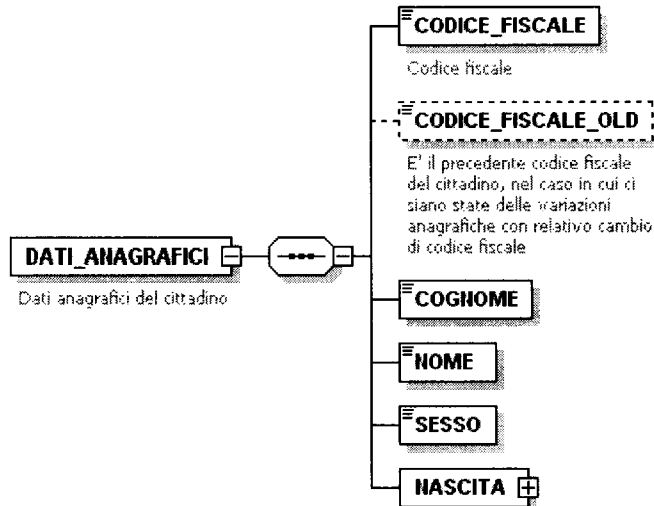 CODICE_FISCALE
Codice fiscale
CODICE_FISCALE_OLD
E' il precedente codice fiscale
del cittadino, nel caso in cui ci
siano state delle variazioni
anagrafiche con relativo cambio
di codice fiscale
DATI_ANAGRAFICI
Dati anagrafici del cittadino
COGNOME
NOME
SESSO
NASCITA